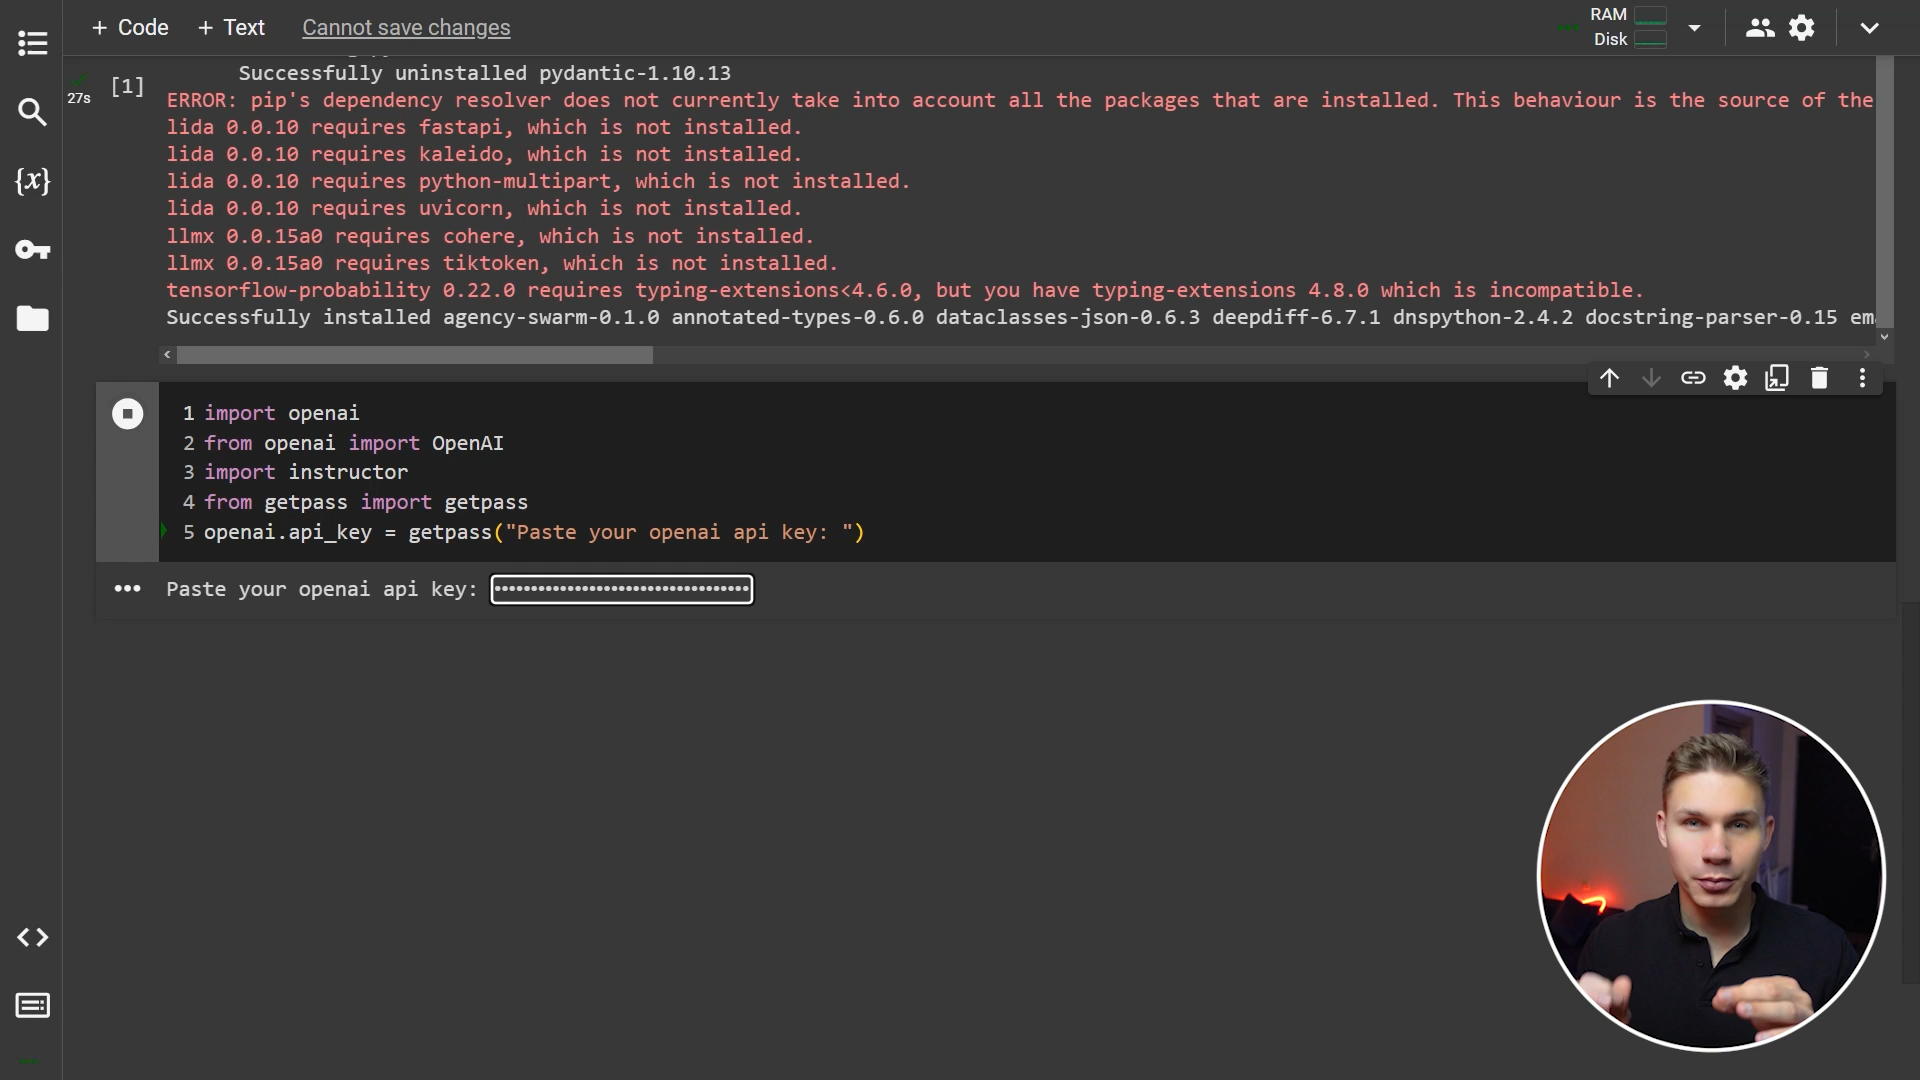 + Code + Text Cannot save changes
RAM
Disk
Successfully uninstalled pydantic-1.10.13
27s [1]
ERROR: pip's dependency resolver does not currently take into account all the packages that are installed. This behaviour is the source of the
lida 0.0.10 requires fastapi, which is not installed.
lida 0.0.10 requires kaleido, which is not installed.
lida 0.0.10 requires python-multipart, which is not installed.
lida 0.0.10 requires uvicorn, which is not installed.
llmx 0.0.15a0 requires cohere, which is not installed.
llmx 0.0.15a0 requires tiktoken, which is not installed.
tensorflow-probability 0.22.0 requires typing-extensions<4.6.0, but you have typing-extensions 4.8.0 which is incompatible.
Successfully installed agency-swarm-0.1.0 annotated-types-0.6.0 dataclasses-json-0.6.3 deepdiff-6.7.1 dnspython-2.4.2 docstring-parser-0.15 em
1 import openai
2 from openai import OpenAI
3 import instructor
4 from getpass import getpass
5 openai.api_key = getpass("Paste your openai api key: ")
Paste your openai api key: